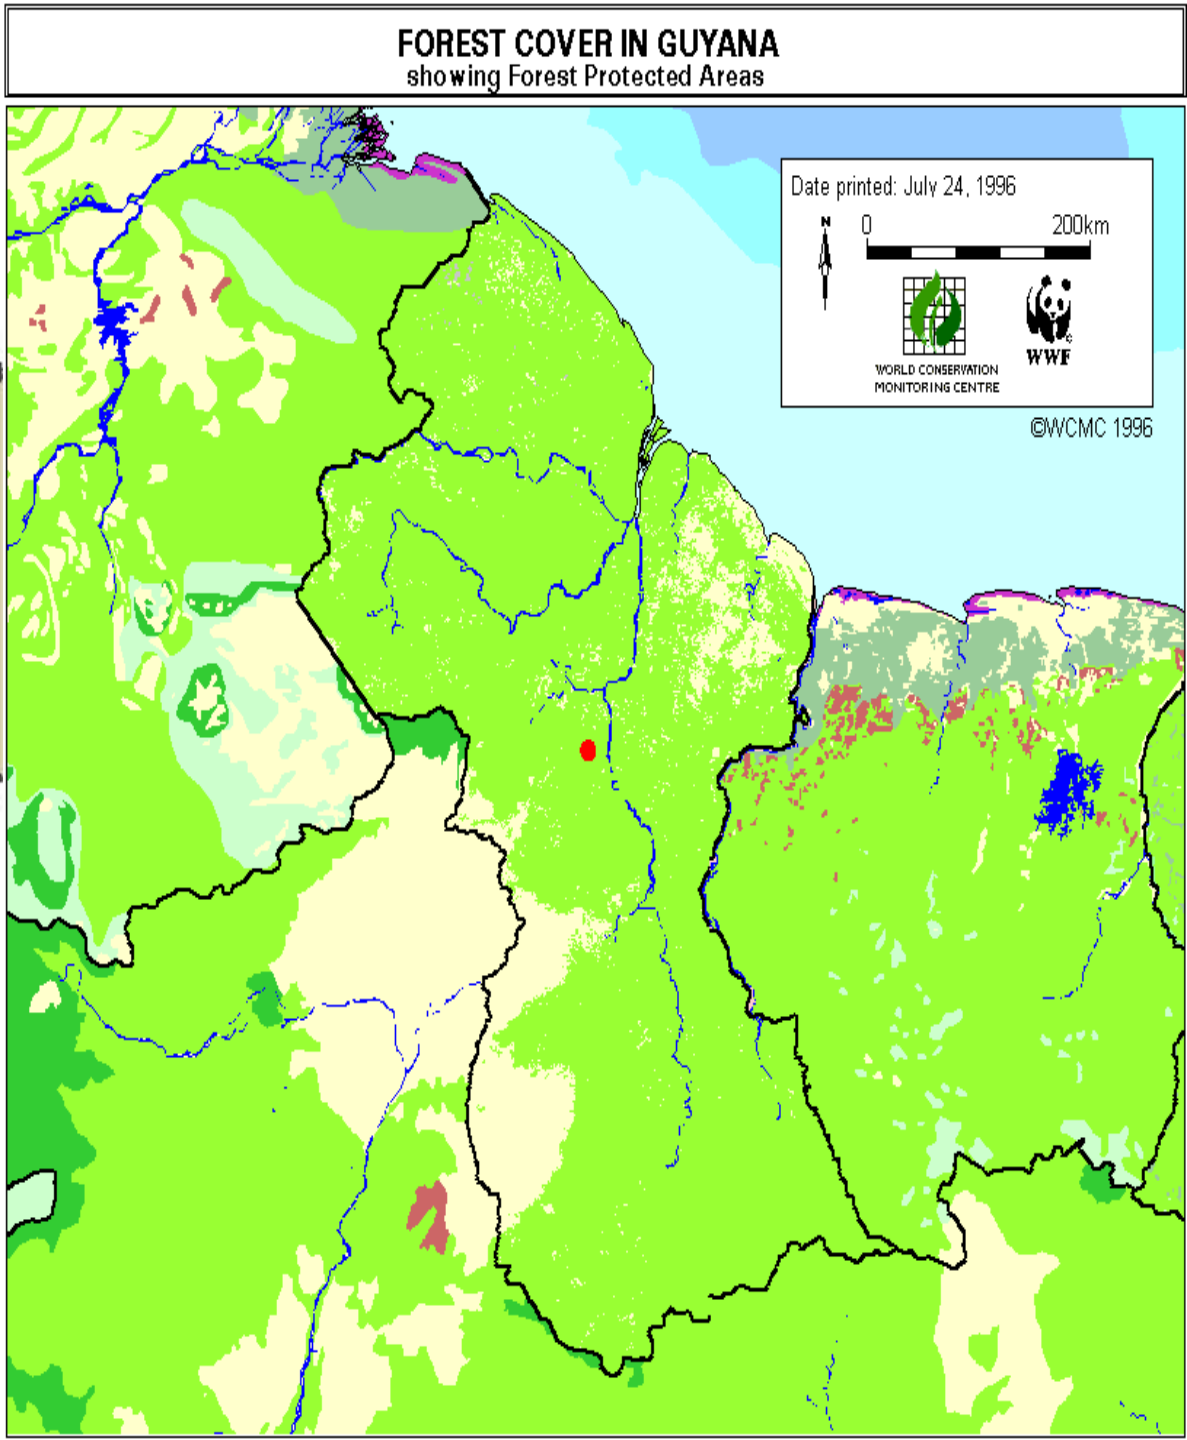 FOREST COVER IN GUYANA
showing Forest Protected Areas
Date printed: July 24, 1996
N
0 200km
WORLD CONSERVATION
MONITORING CENTRE
WWF
©WCMC 1996